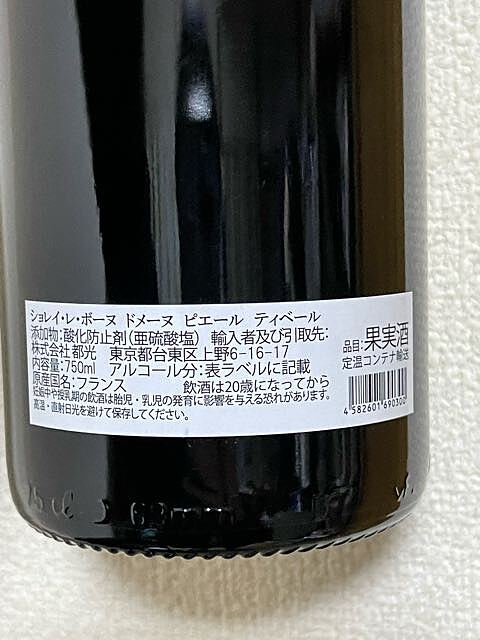 ショレイ・レ・ボーヌ ドメーヌ ピエール ティベール
添加物：酸化防止剤（亜硫酸塩） 輸入者及び引取先：
株式会社 都光 東京都台東区上野6-16-17
内容量：750ml アルコール分：表ラベルに記載
原産国名：フランス 飲酒は20歳になってから
妊娠中や授乳期の飲酒は胎児・乳児の発育に影響を与える恐れがあります。
高温・直射日光を避けて保存してください。
品目：果実酒
定温コンテナ輸送
4 582601 690300
75 cl 63 mm